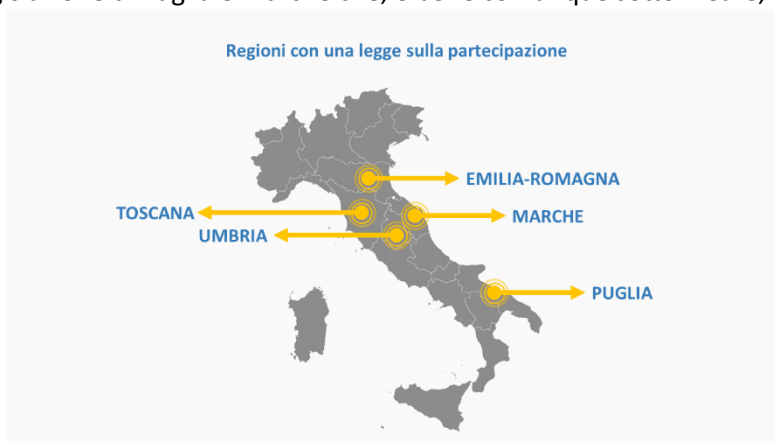 Regioni con una legge sulla partecipazione
EMILIA-ROMAGNA
TOSCANA
MARCHE
UMBRIA
PUGLIA